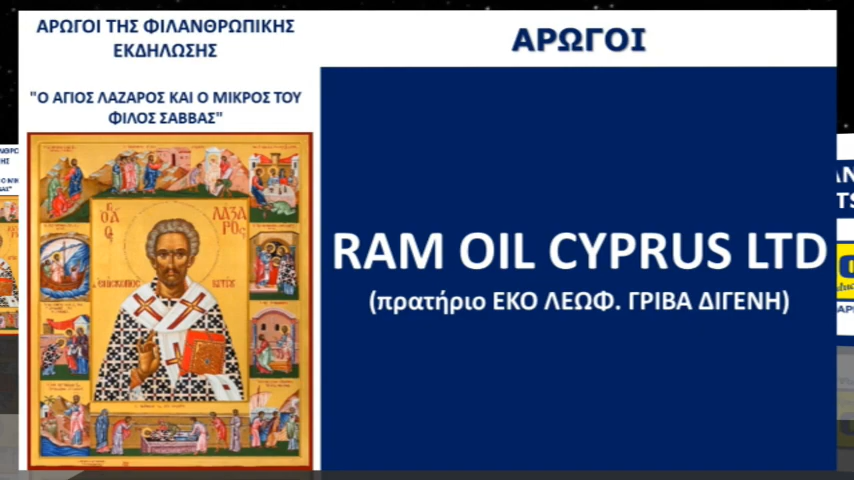 ΑΡΩΓΟΙ ΤΗΣ ΦΙΛΑΝΘΡΩΠΙΚΗΣ
ΕΚΔΗΛΩΣΗΣ
"Ο ΑΓΙΟΣ ΛΑΖΑΡΟΣ ΚΑΙ Ο ΜΙΚΡΟΣ ΤΟΥ
ΦΙΛΟΣ ΣΑΒΒΑΣ"
ΑΡΩΓΟΙ
RAM OIL CYPRUS LTD
(πρατήριο ΕΚΟ ΛΕΩΦ. ΓΡΙΒΑ ΔΙΓΕΝΗ)